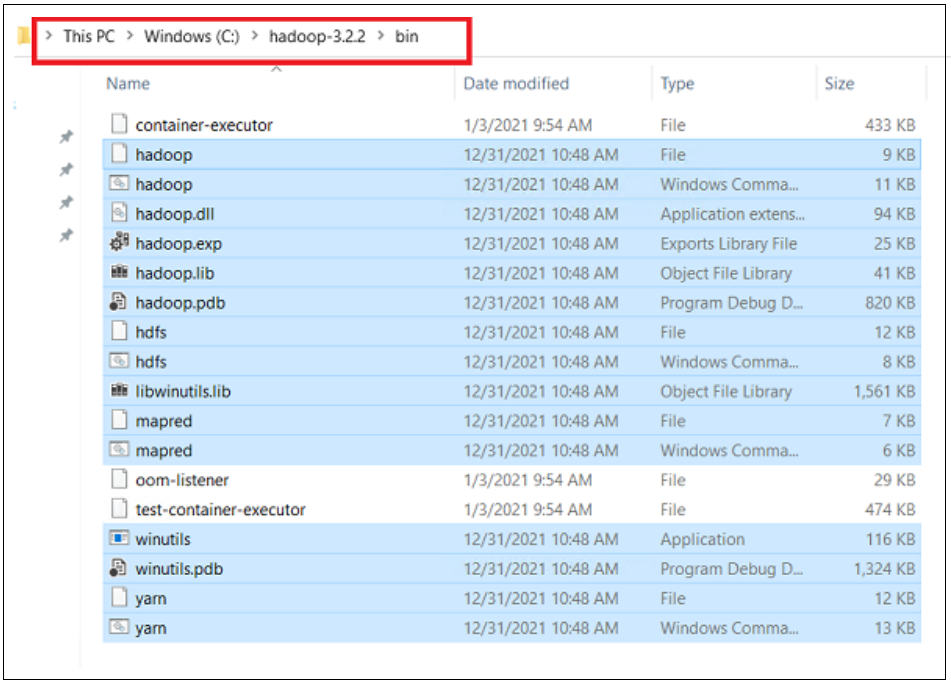 This PC > Windows (C:) > hadoop-3.2.2 > bin
Name Date modified Type Size
container-executor 1/3/2021 9:54 AM File 433 KB
hadoop 12/31/2021 10:48 AM File 9 KB
hadoop 12/31/2021 10:48 AM Windows Comma... 11 KB
hadoop.dll 12/31/2021 10:48 AM Application extens... 94 KB
hadoop.exp 12/31/2021 10:48 AM Exports Library File 25 KB
hadoop.lib 12/31/2021 10:48 AM Object File Library 41 KB
hadoop.pdb 12/31/2021 10:48 AM Program Debug D... 820 KB
hdfs 12/31/2021 10:48 AM File 12 KB
hdfs 12/31/2021 10:48 AM Windows Comma... 8 KB
libwinutils.lib 12/31/2021 10:48 AM Object File Library 1,561 KB
mapred 12/31/2021 10:48 AM File 7 KB
mapred 12/31/2021 10:48 AM Windows Comma... 6 KB
oom-listener 1/3/2021 9:54 AM File 29 KB
test-container-executor 1/3/2021 9:54 AM File 474 KB
winutils 12/31/2021 10:48 AM Application 116 KB
winutils.pdb 12/31/2021 10:48 AM Program Debug D... 1,324 KB
yarn 12/31/2021 10:48 AM File 12 KB
yarn 12/31/2021 10:48 AM Windows Comma... 13 KB